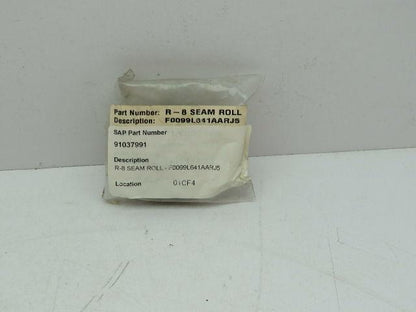 Part Number: R-8 SEAM ROLL
Description: F0099L641AARJ5
SAP Part Number
91037991
Description
R-8 SEAM ROLL - F0099L641AARJ5
Location 01CF4